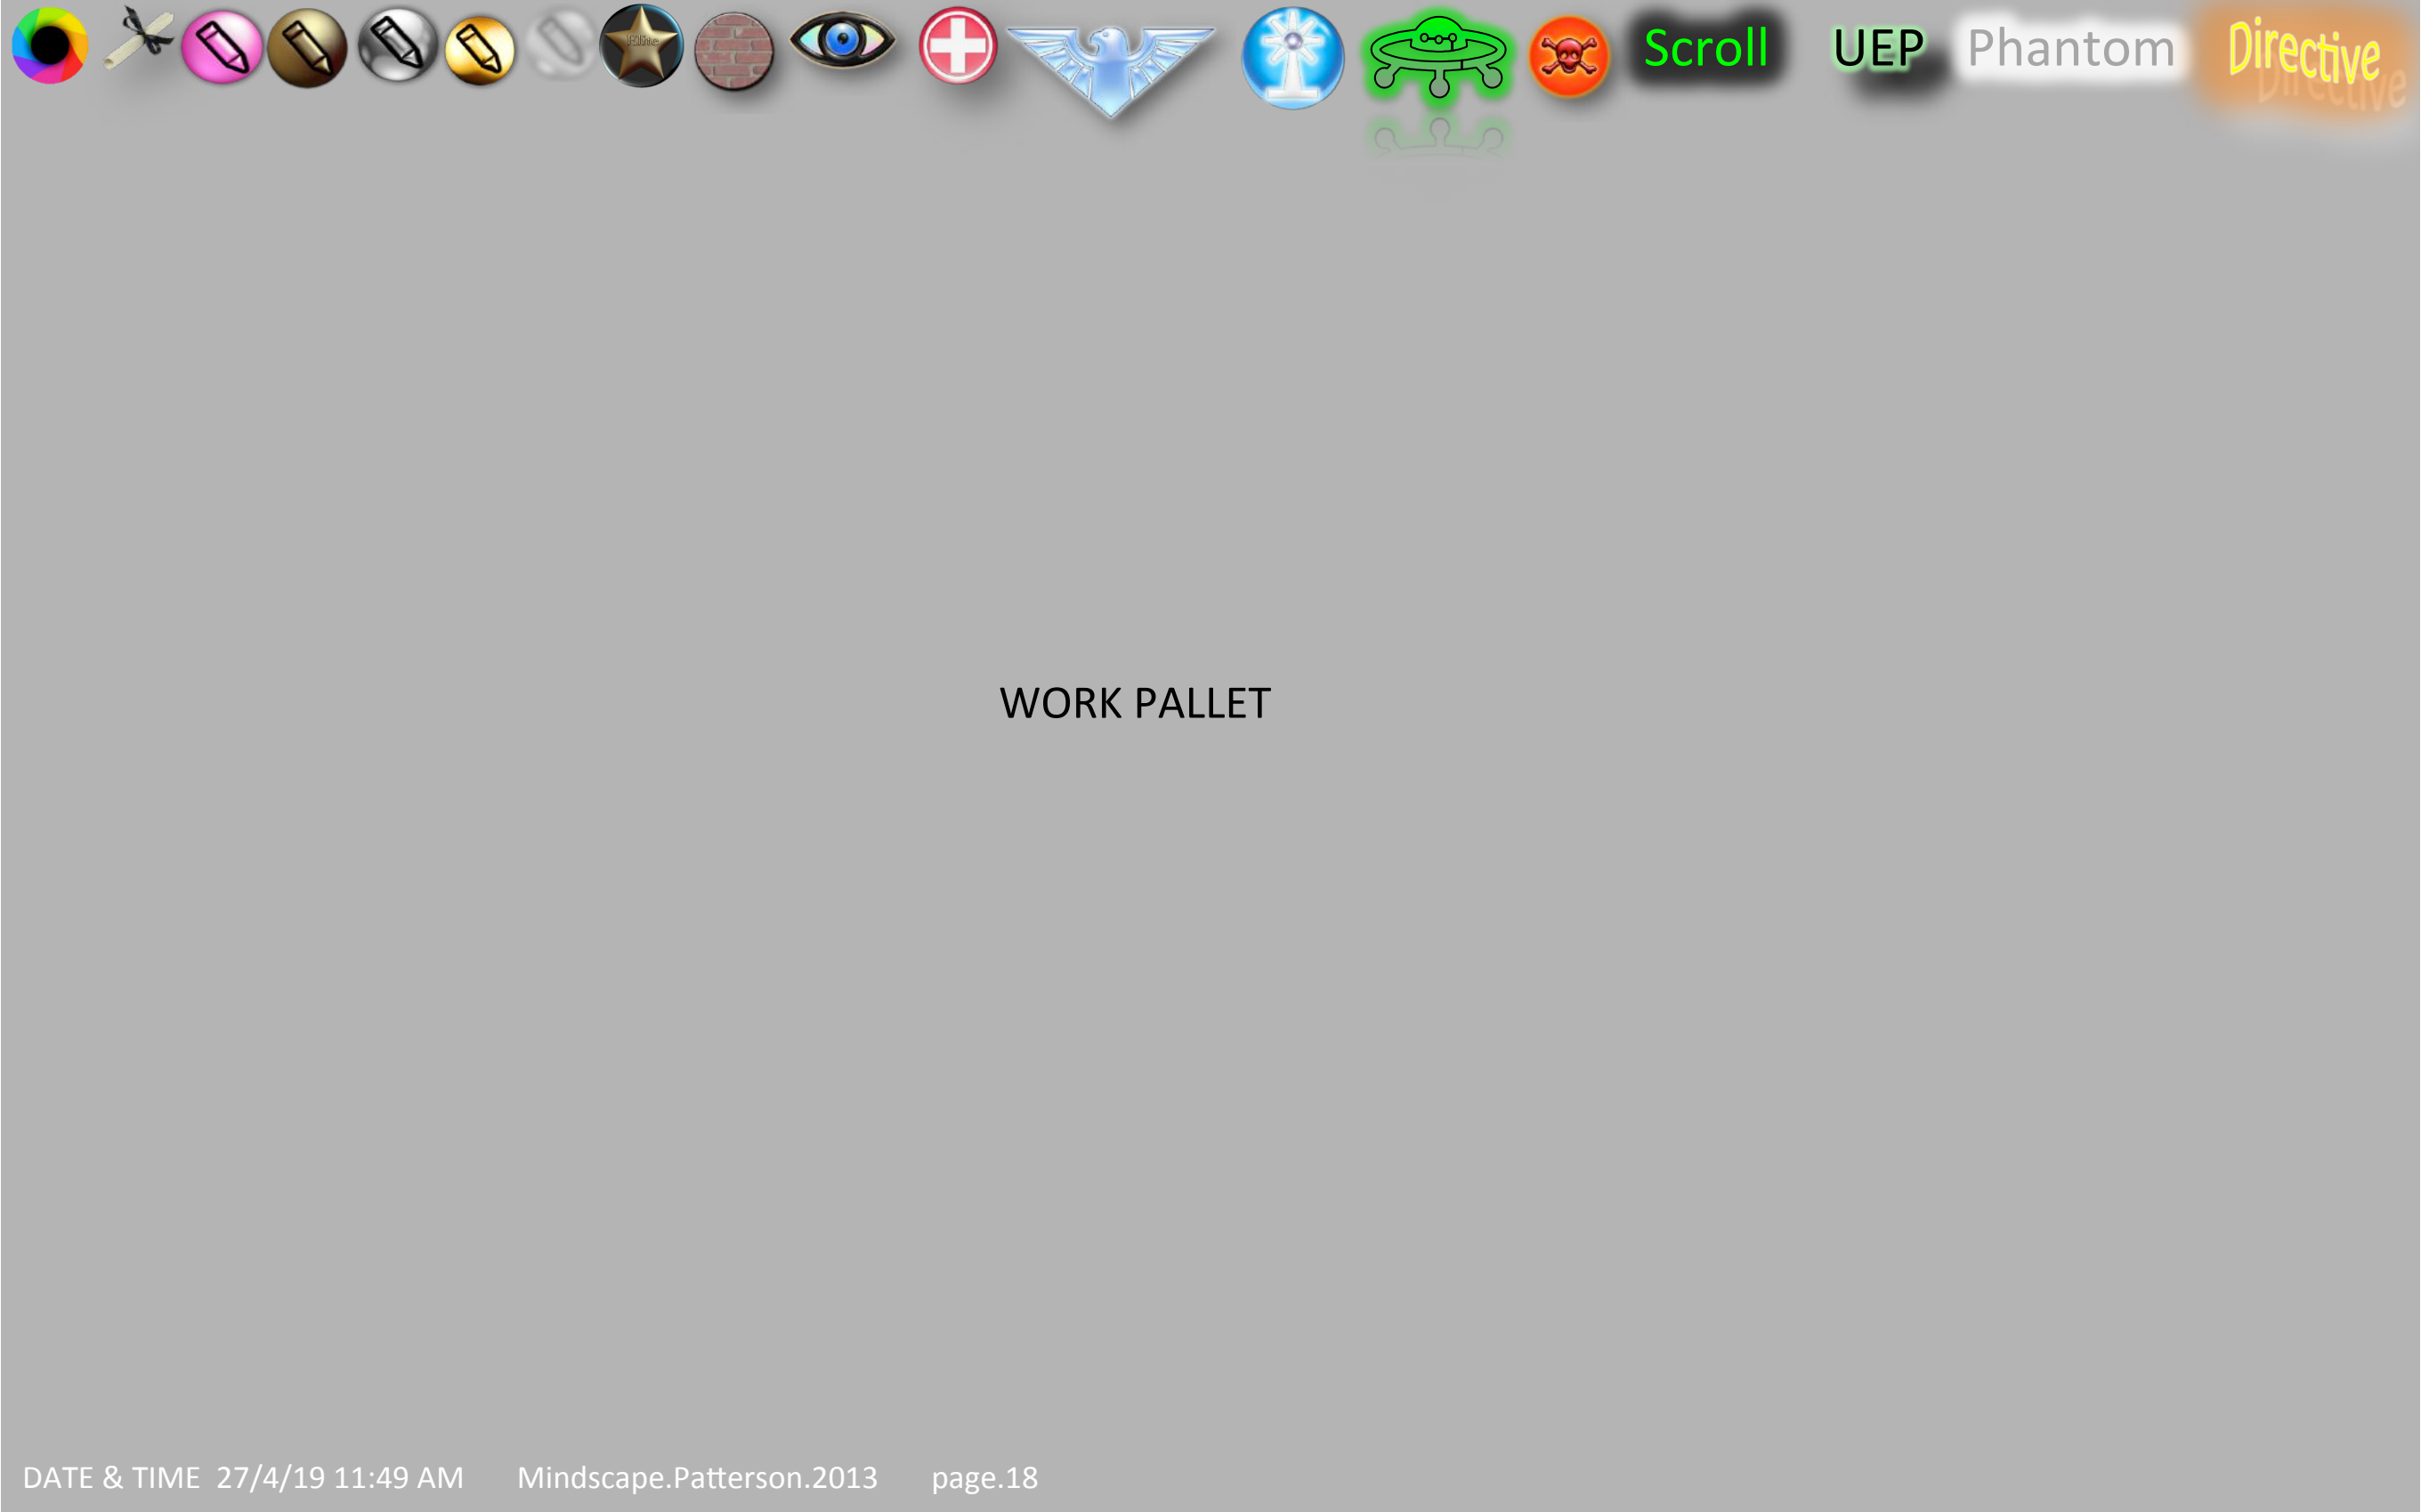 Elite
Scroll UEP Phantom Directive
WORK PALLET
DATE & TIME 27/4/19 11:49 AM Mindscape.Patterson.2013 page.18